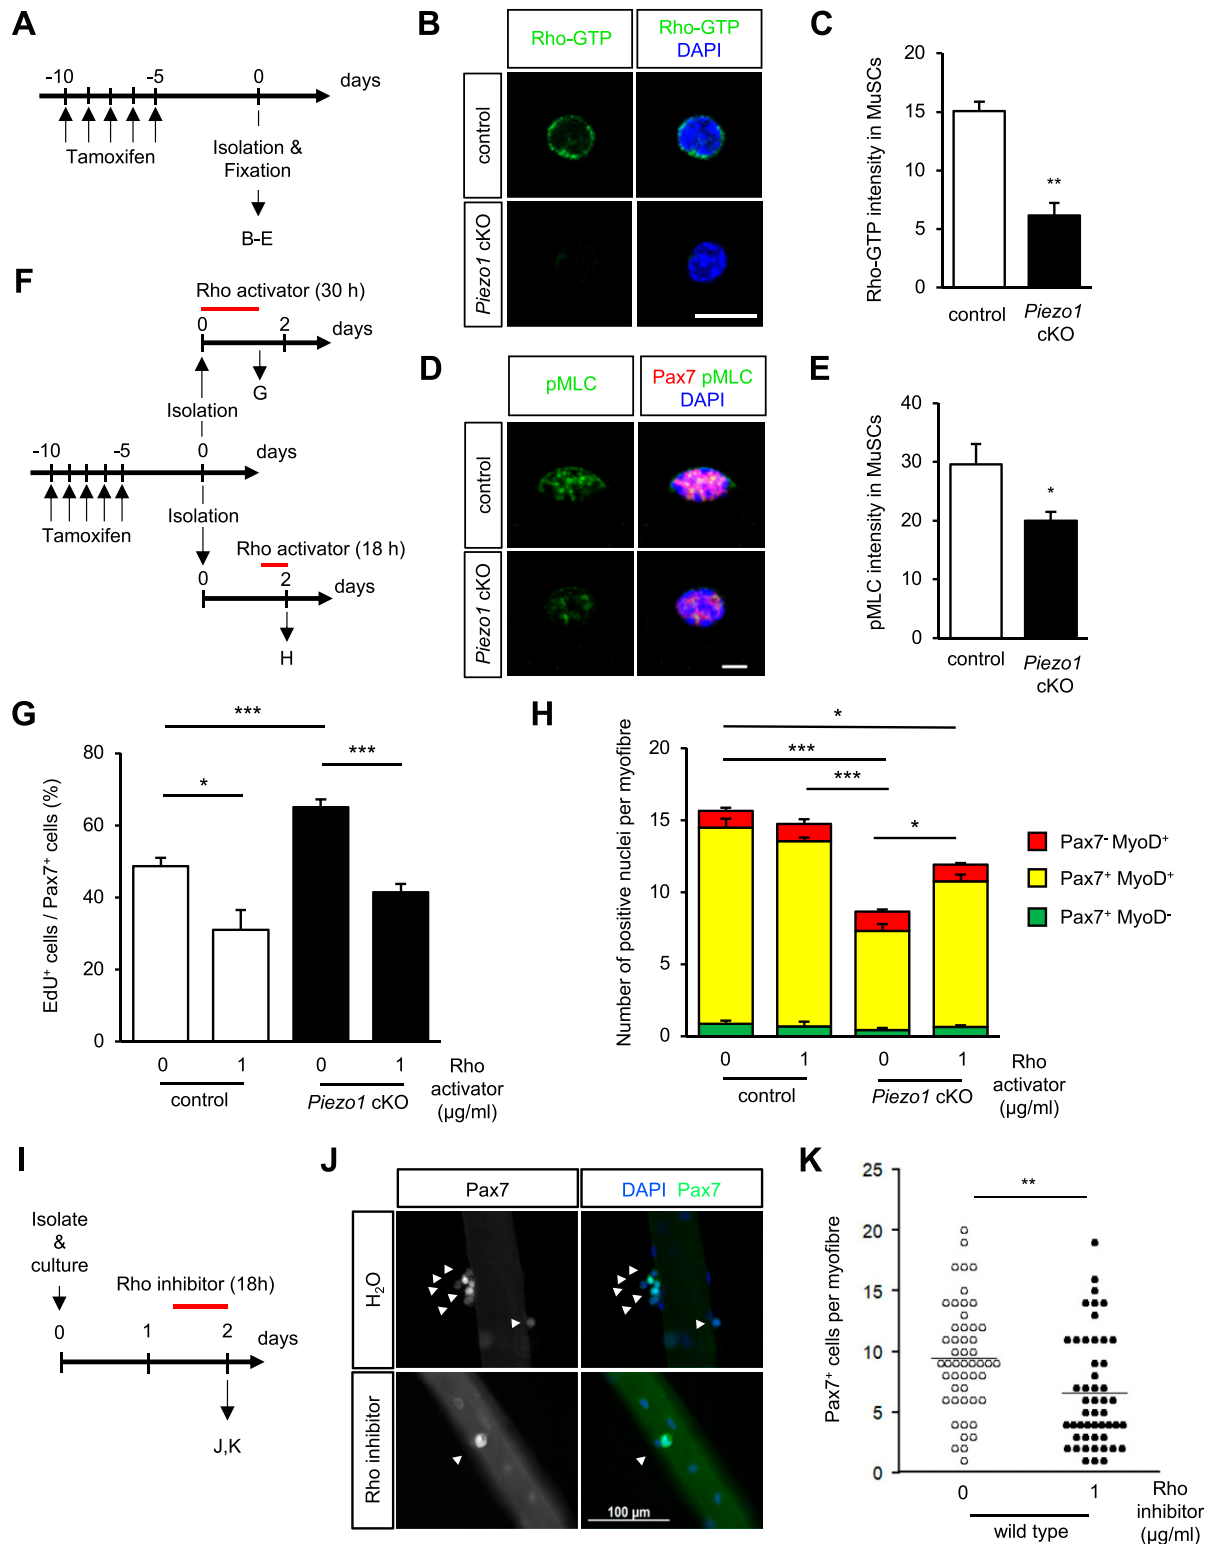 A
-10
-5
0
days
Tamoxifen
Isolation &
Fixation
B-E
B
Rho-GTP
Rho-GTP
DAPI
control
Piezo1 cKO
C
Rho-GTP intensity in MuSCs
20
15
10
5
0
**
control
Piezo1
cKO
D
pMLC
Pax7 pMLC
DAPI
control
Piezo1 cKO
E
pMLC intensity in MuSCs
40
30
20
10
0
*
control
Piezo1
cKO
F
Rho activator (30 h)
0
2
days
G
Isolation
-10
-5
0
days
Tamoxifen
Isolation
Rho activator (18 h)
0
2
days
H
G
EdU⁺ cells / Pax7⁺ cells (%)
80
60
40
20
0
***
*
***
0
1
0
1
Rho
activator
(µg/ml)
control
Piezo1 cKO
H
Number of positive nuclei per myofibre
20
15
10
5
0
*
***
***
*
Pax7⁻ MyoD⁺
Pax7⁺ MyoD⁺
Pax7⁺ MyoD⁻
0
1
0
1
Rho
activator
(µg/ml)
control
Piezo1 cKO
I
Isolate
&
culture
Rho inhibitor (18h)
0
1
2
days
J,K
J
Pax7
DAPI Pax7
H₂O
Rho inhibitor
100 µm
K
Pax7⁺ cells per myofibre
25
20
15
10
5
0
**
0
1
Rho
inhibitor
(µg/ml)
wild type